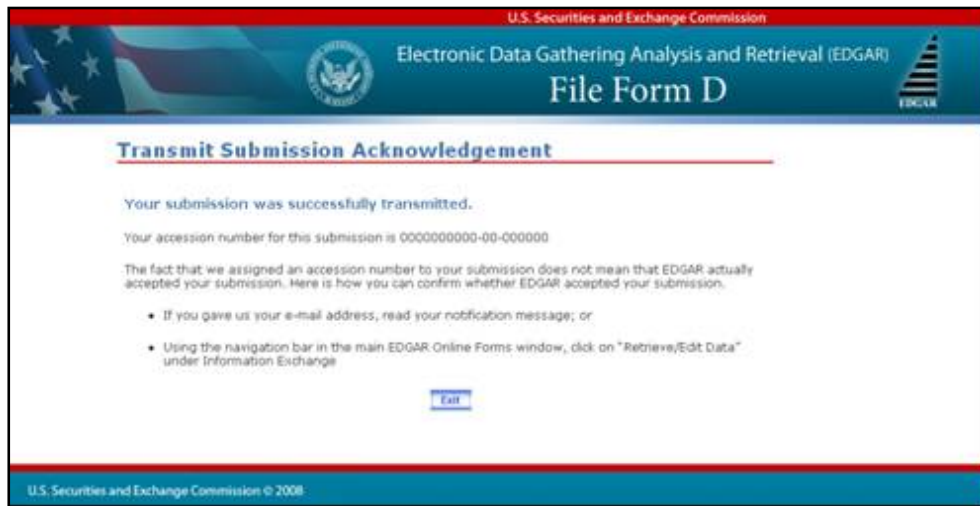 U.S. Securities and Exchange Commission
Electronic Data Gathering Analysis and Retrieval (EDGAR)
File Form D
EDGAR
Transmit Submission Acknowledgement
Your submission was successfully transmitted.
Your accession number for this submission is 0000000000-00-000000
The fact that we assigned an accession number to your submission does not mean that EDGAR actually
accepted your submission. Here is how you can confirm whether EDGAR accepted your submission.
• If you gave us your e-mail address, read your notification message; or
• Using the navigation bar in the main EDGAR Online Forms window, click on "Retrieve/Edit Data"
under Information Exchange
Exit
U.S. Securities and Exchange Commission © 2008